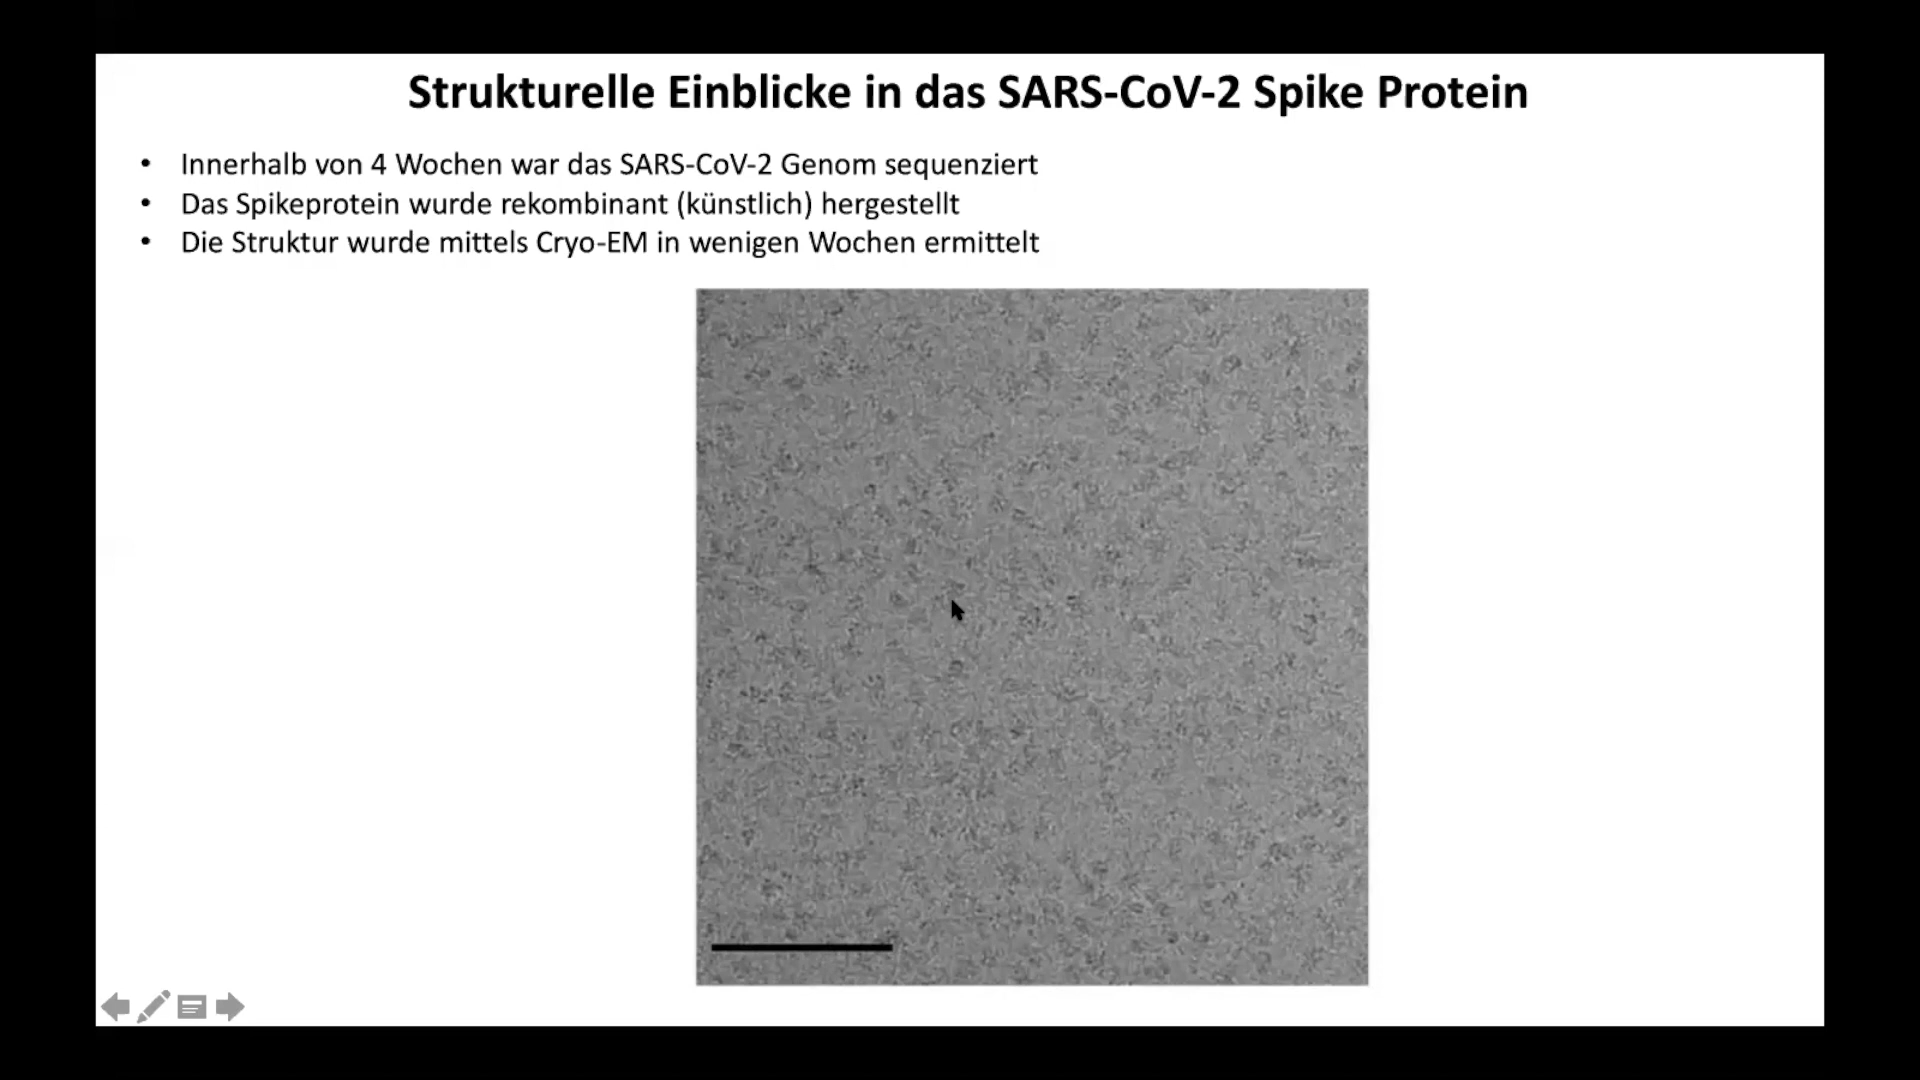 Strukturelle Einblicke in das SARS-CoV-2 Spike Protein
• Innerhalb von 4 Wochen war das SARS-CoV-2 Genom sequenziert
• Das Spikeprotein wurde rekombinant (künstlich) hergestellt
• Die Struktur wurde mittels Cryo-EM in wenigen Wochen ermittelt